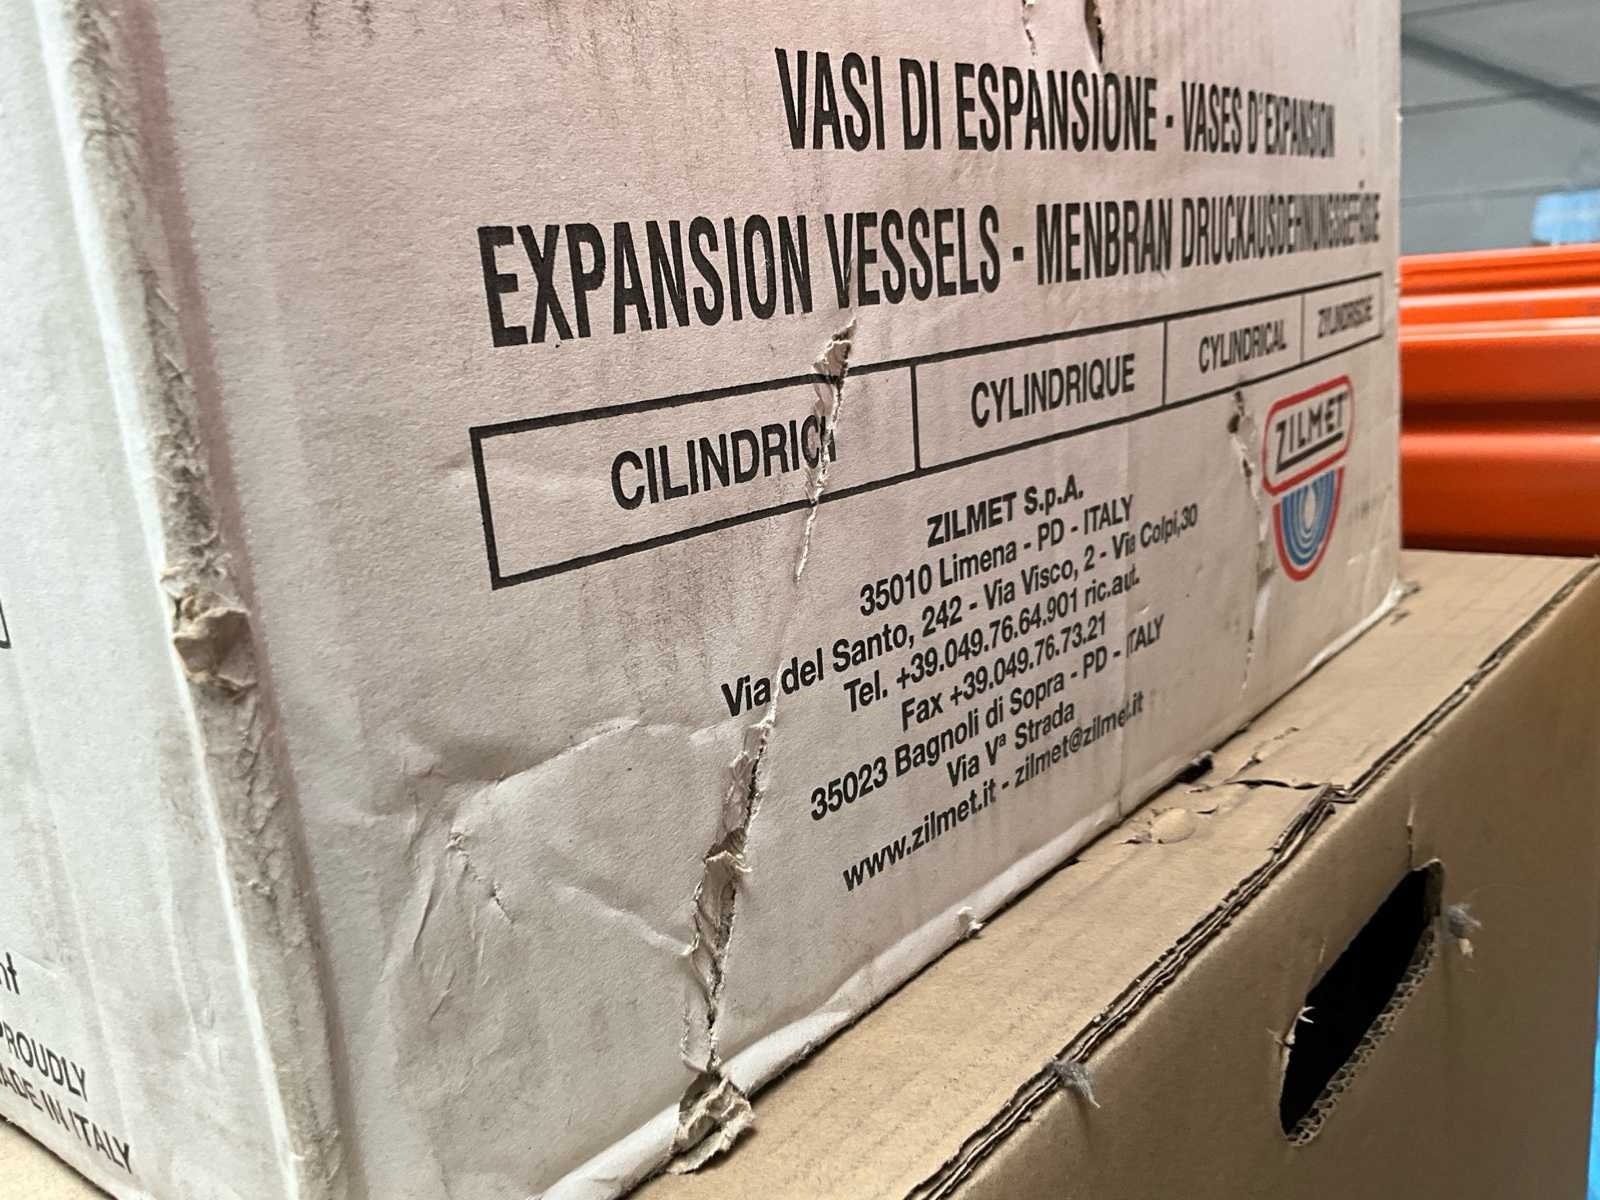 VASI DI ESPANSIONE - VASES D'EXPANSION
EXPANSION VESSELS - MENBRAN DRUCKAUSDEHNUNGSGEFÄßE
CILINDRICI CYLINDRIQUE CYLINDRICAL ZYLINDRISCHE
ZILMET
ZILMET S.p.A.
35010 Limena - PD - ITALY
Via del Santo, 242 - Via Visco, 2 - Via Colpi,30
Tel. +39.049.76.64.901 ric.aut.
Fax +39.049.76.73.21
35023 Bagnoli di Sopra - PD - ITALY
Via Vª Strada
www.zilmet.it - zilmet@zilmet.it
PROUDLY
MADE IN ITALY